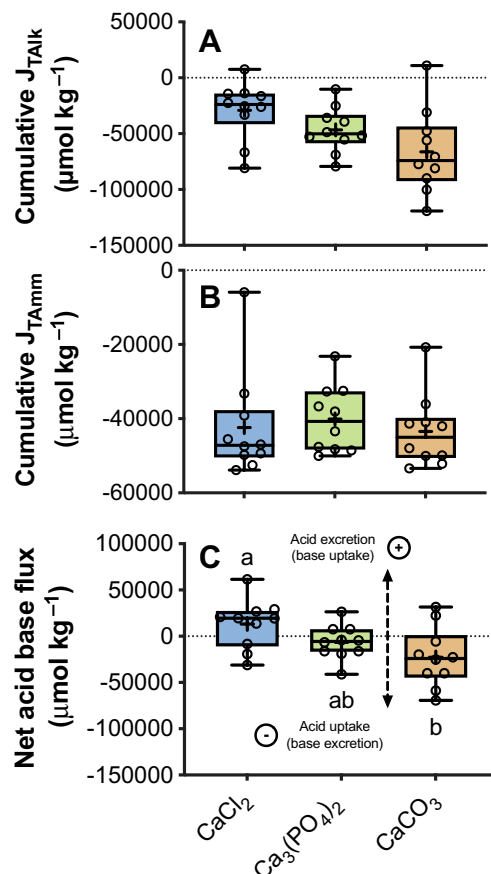 A
Cumulative J_TAlk
(μmol kg⁻¹)
50000
0
-50000
-100000
-150000
B
Cumulative J_TAmm
(μmol kg⁻¹)
0
-20000
-40000
-60000
C
Net acid base flux
(μmol kg⁻¹)
100000
50000
0
-50000
-100000
-150000
a
ab
b
Acid excretion
(base uptake)
+
-
Acid uptake
(base excretion)
CaCl₂
Ca₃(PO₄)₂
CaCO₃